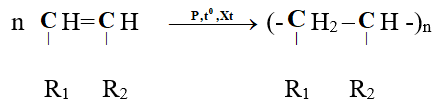 n CH=CH P,t⁰,Xt (-CH₂–CH-)ₙ
R₁ R₂ R₁ R₂